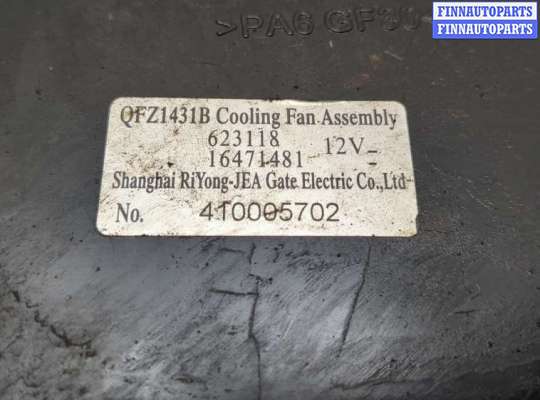 FINNAUTOPARTS
FINNAUTOPARTS
>PA6 GF30
QFZ1431B Cooling Fan Assembly
623118
12V⎓
16471481
Shanghai RiYong-JEA Gate Electric Co.,Ltd
No. 410005702